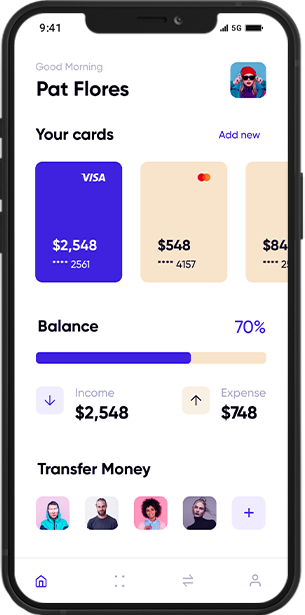 9:41 5G
Good Morning
Pat Flores
Your cards Add new
VISA
$2,548 $548 $84
**** 2561 **** 4157 ****
Balance 70%
Income Expense
$2,548 $748
Transfer Money
+